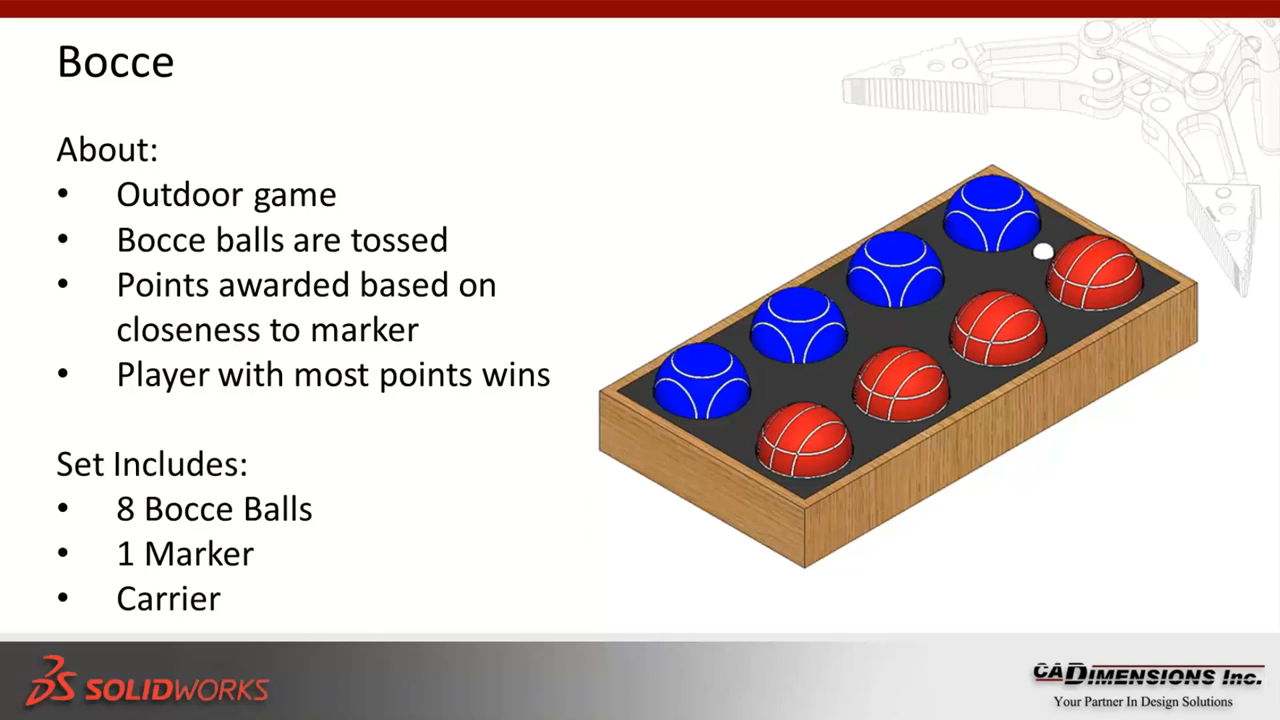 Bocce
About:
• Outdoor game
• Bocce balls are tossed
• Points awarded based on
closeness to marker
• Player with most points wins
Set Includes:
• 8 Bocce Balls
• 1 Marker
• Carrier
SOLIDWORKS
CADIMENSIONS INC.
Your Partner In Design Solutions